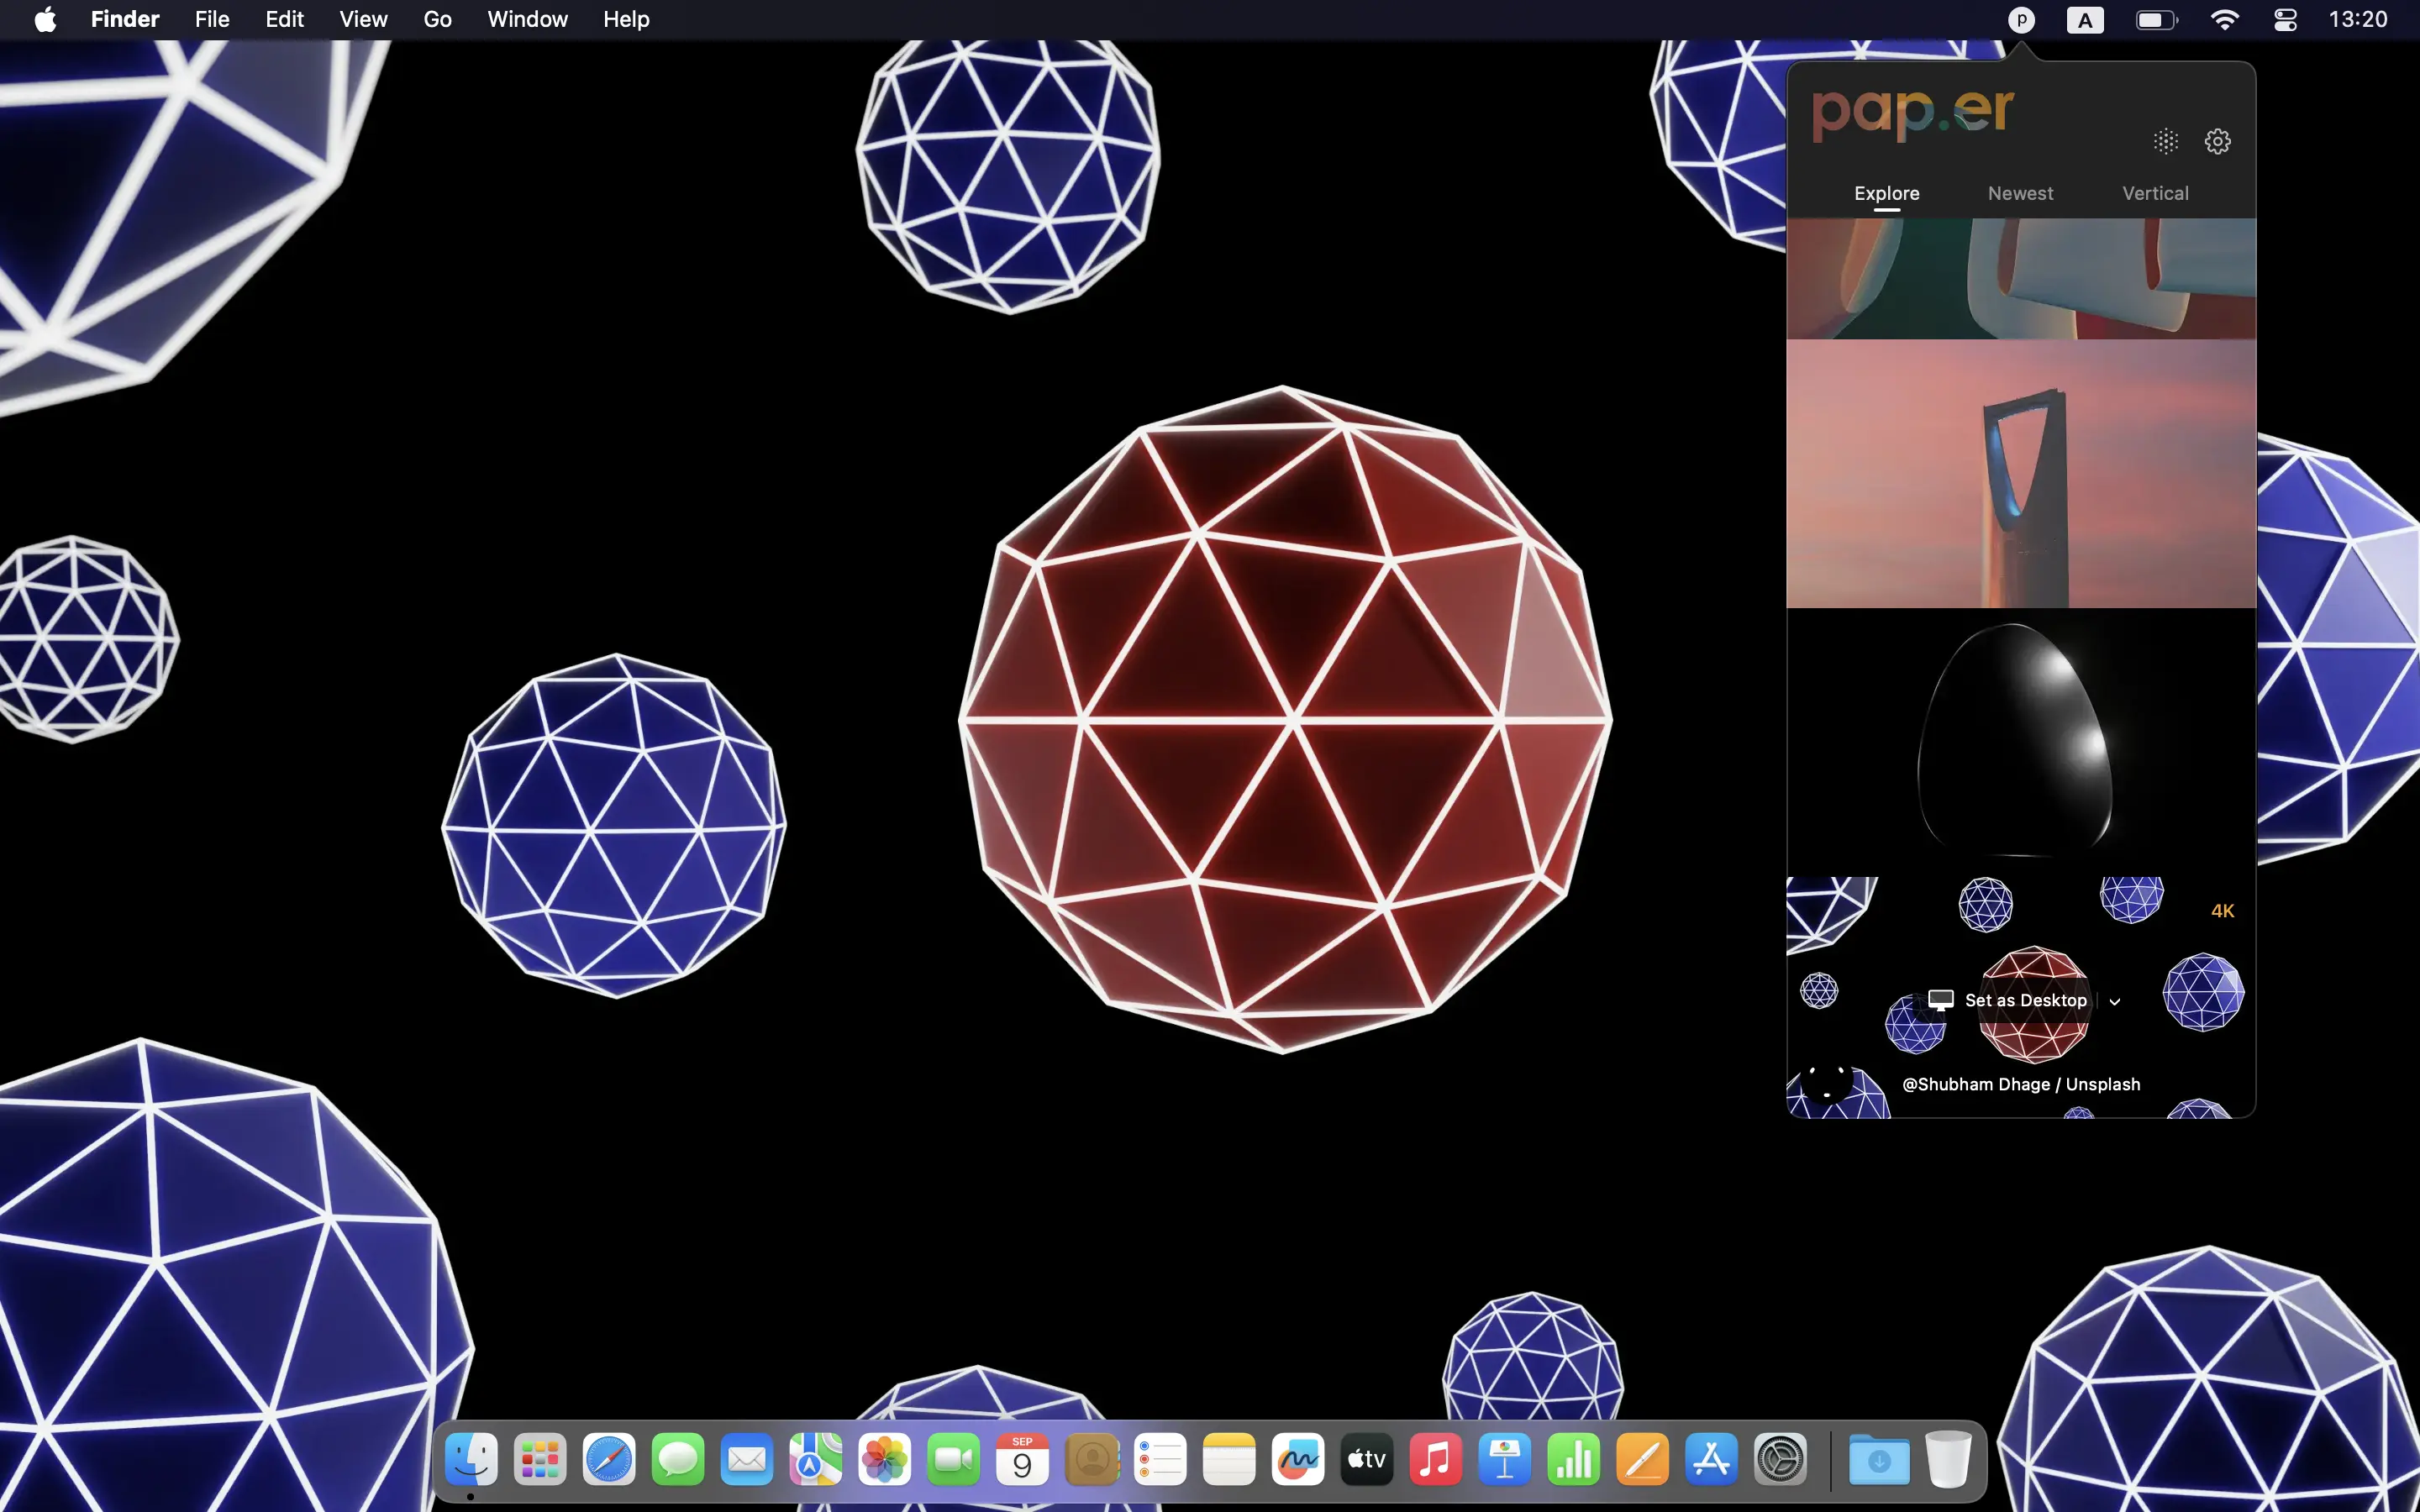 Finder File Edit View Go Window Help p A 13:20
pap.er
Explore Newest Vertical
4K
Set as Desktop
@Shubham Dhage / Unsplash
SEP
9
tv